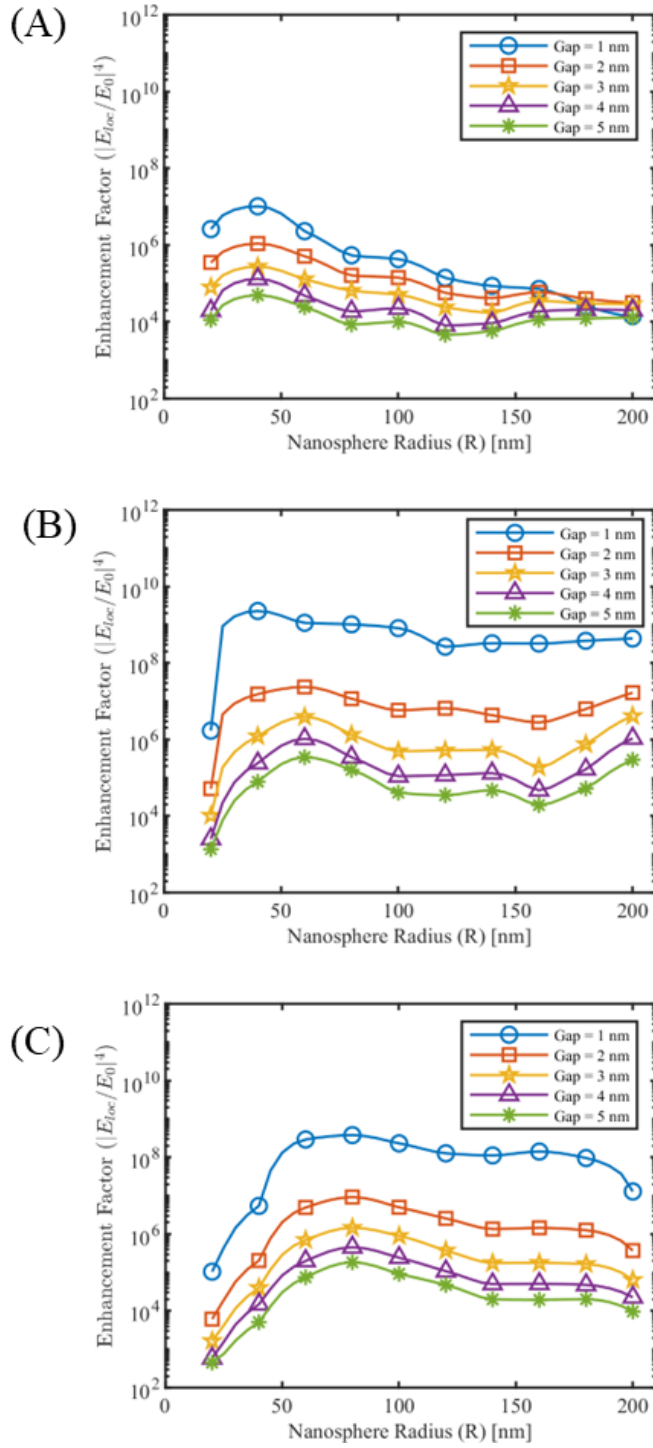 (A)
10^12
10^10
10^8
10^6
10^4
10^2
Enhancement Factor (|E_loc/E_0|^4)
Gap = 1 nm
Gap = 2 nm
Gap = 3 nm
Gap = 4 nm
Gap = 5 nm
0 50 100 150 200
Nanosphere Radius (R) [nm]
(B)
10^12
10^10
10^8
10^6
10^4
10^2
Enhancement Factor (|E_loc/E_0|^4)
Gap = 1 nm
Gap = 2 nm
Gap = 3 nm
Gap = 4 nm
Gap = 5 nm
0 50 100 150 200
Nanosphere Radius (R) [nm]
(C)
10^12
10^10
10^8
10^6
10^4
10^2
Enhancement Factor (|E_loc/E_0|^4)
Gap = 1 nm
Gap = 2 nm
Gap = 3 nm
Gap = 4 nm
Gap = 5 nm
0 50 100 150 200
Nanosphere Radius (R) [nm]